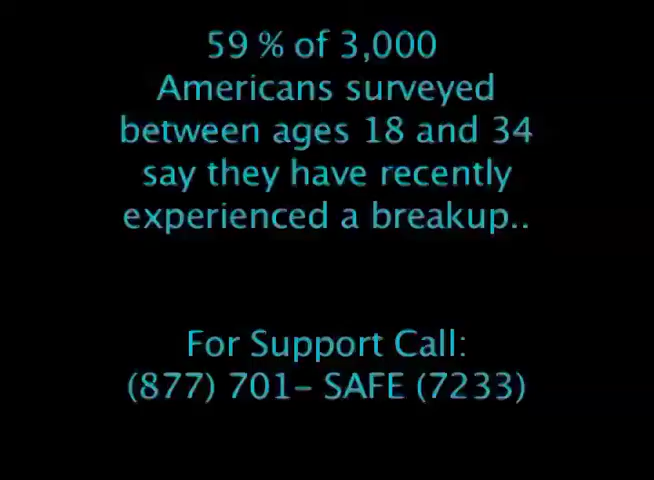 59 % of 3,000
Americans surveyed
between ages 18 and 34
say they have recently
experienced a breakup..
For Support Call:
(877) 701- SAFE (7233)